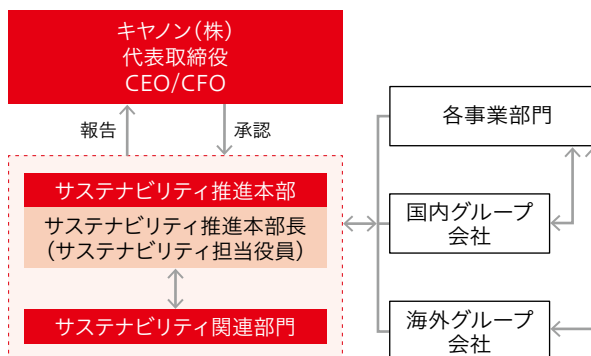 キヤノン（株）
代表取締役
CEO/CFO
報告
承認
サステナビリティ推進本部
サステナビリティ推進本部長
（サステナビリティ担当役員）
サステナビリティ関連部門
各事業部門
国内グループ
会社
海外グループ
会社